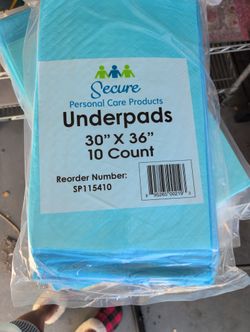 Secure
Personal Care Products
Underpads
30" X 36"
10 Count
Reorder Number:
SP115410